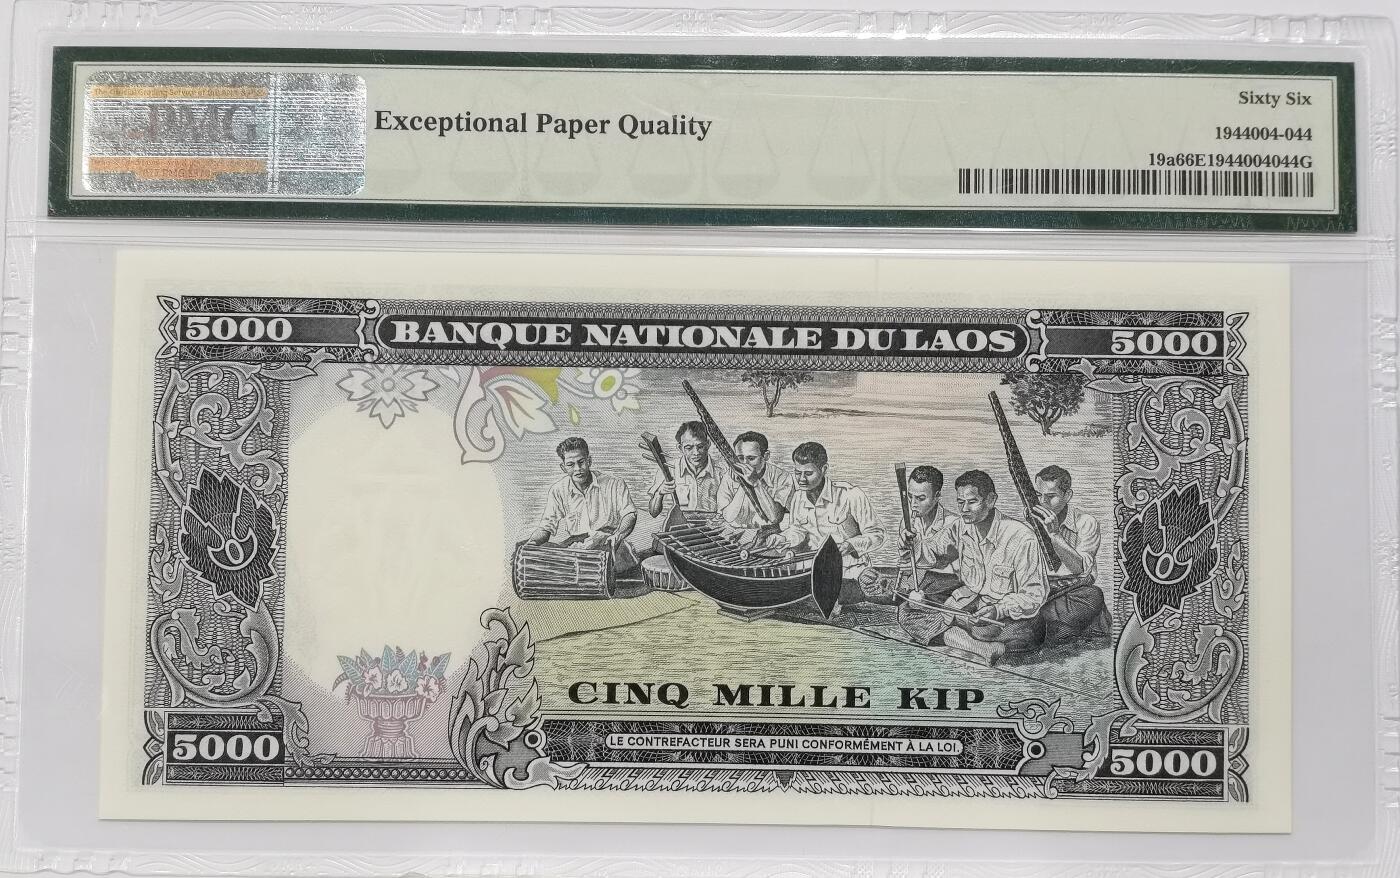 PMG
Exceptional Paper Quality
Sixty Six
1944004-044
19a66E1944004044G
5000
BANQUE NATIONALE DU LAOS
5000
CINQ MILLE KIP
5000
LE CONTREFACTEUR SERA PUNI CONFORMÉMENT À LA LOI.
5000